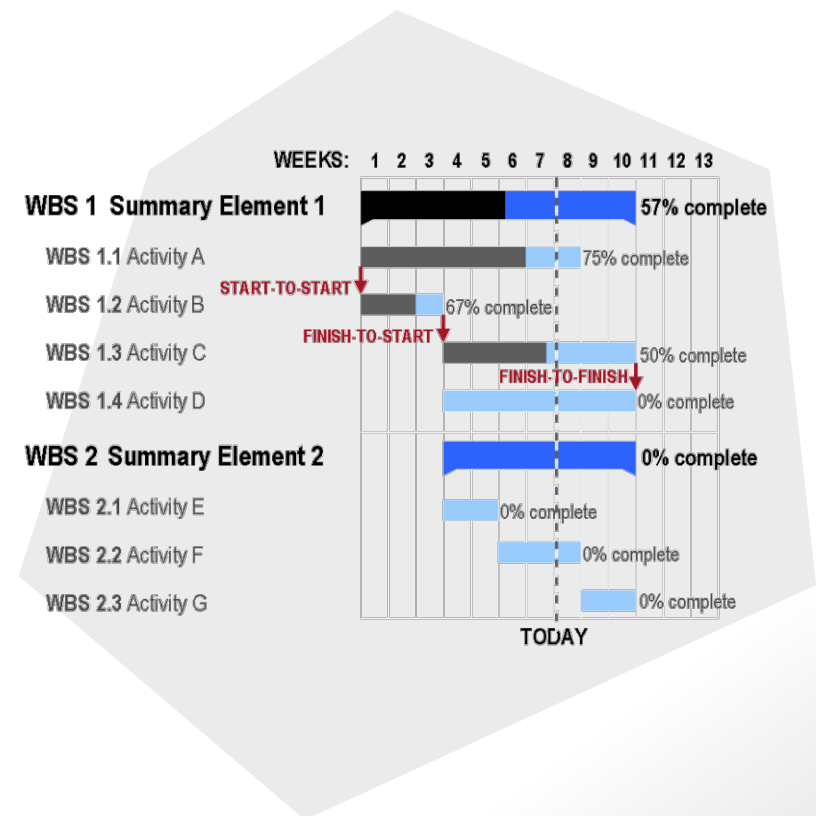 WEEKS: 1 2 3 4 5 6 7 8 9 10 11 12 13
WBS 1 Summary Element 1 57% complete
WBS 1.1 Activity A 75% complete
START-TO-START
WBS 1.2 Activity B 67% complete
FINISH-TO-START
WBS 1.3 Activity C 50% complete
FINISH-TO-FINISH
WBS 1.4 Activity D 0% complete
WBS 2 Summary Element 2 0% complete
WBS 2.1 Activity E 0% complete
WBS 2.2 Activity F 0% complete
WBS 2.3 Activity G 0% complete
TODAY